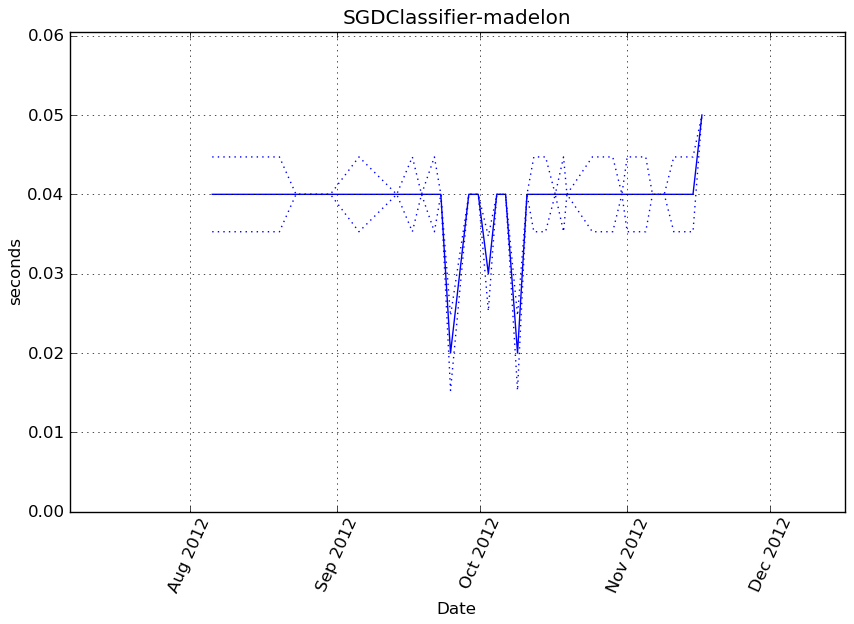 SGDClassifier-madelon
0.06
0.05
0.04
0.03
0.02
0.01
0.00
seconds
Aug 2012
Sep 2012
Oct 2012
Nov 2012
Dec 2012
Date